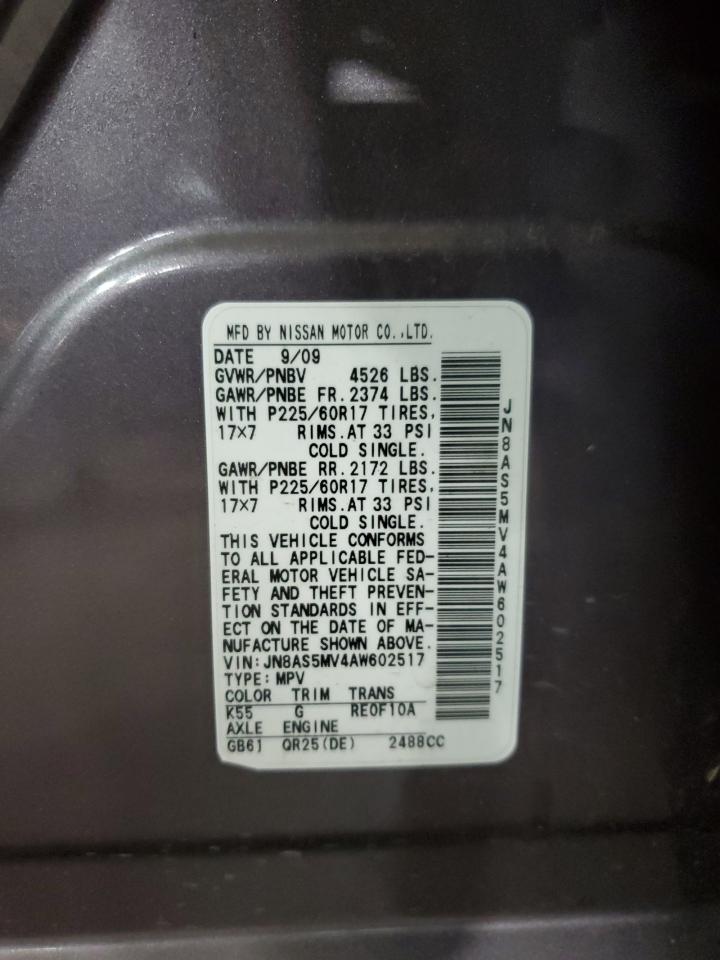 MFD BY NISSAN MOTOR CO.,LTD.
DATE 9/09
GVWR/PNBV 4526 LBS.
GAWR/PNBE FR. 2374 LBS.
WITH P225/60R17 TIRES,
17×7 RIMS.AT 33 PSI
COLD SINGLE.
GAWR/PNBE RR. 2172 LBS.
WITH P225/60R17 TIRES,
17×7 RIMS.AT 33 PSI
COLD SINGLE.
THIS VEHICLE CONFORMS
TO ALL APPLICABLE FED-
ERAL MOTOR VEHICLE SA-
FETY AND THEFT PREVEN-
TION STANDARDS IN EFF-
ECT ON THE DATE OF MA-
NUFACTURE SHOWN ABOVE.
VIN:JN8AS5MV4AW602517
TYPE:MPV
COLOR TRIM TRANS
K55 G RE0F10A
AXLE ENGINE
GB61 QR25(DE) 2488CC
JN8AS5MV4AW602517